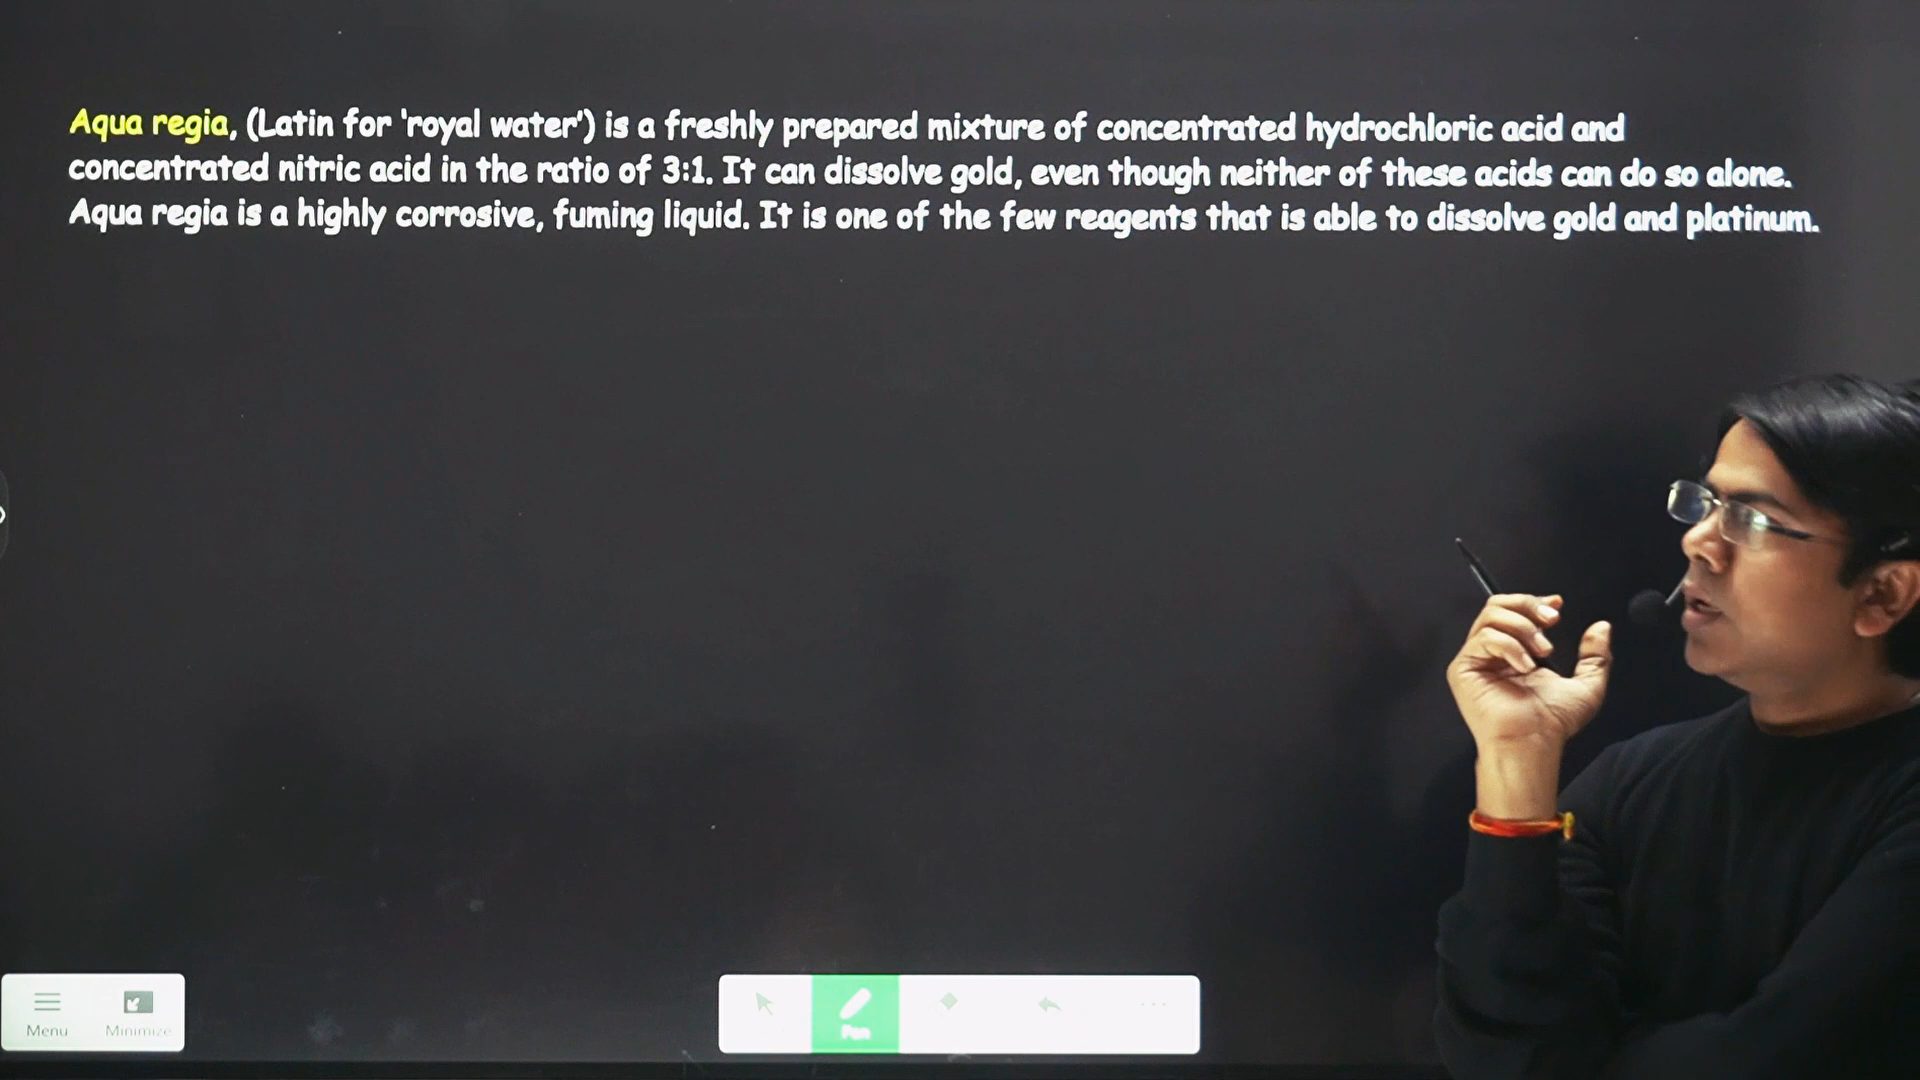 Aqua regia, (Latin for 'royal water') is a freshly prepared mixture of concentrated hydrochloric acid and
concentrated nitric acid in the ratio of 3:1. It can dissolve gold, even though neither of these acids can do so alone.
Aqua regia is a highly corrosive, fuming liquid. It is one of the few reagents that is able to dissolve gold and platinum.
Menu Minimize Pen